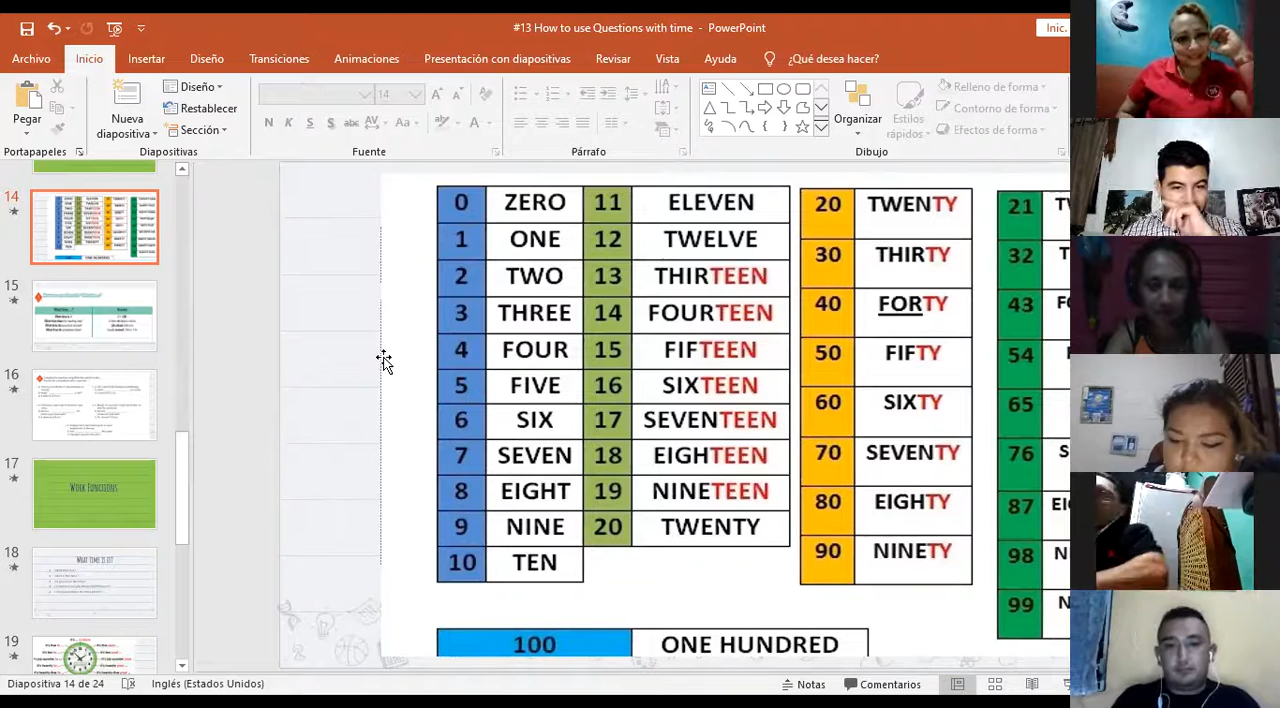 #13 How to use Questions with time - PowerPoint
Inic.
Archivo Inicio Insertar Diseño Transiciones Animaciones Presentación con diapositivas Revisar Vista Ayuda ¿Qué desea hacer?
Pegar
Nueva diapositiva
Diseño
Restablecer
Sección
14
N K S S abc AV Aa A
Organizar
Estilos rápidos
Relleno de forma
Contorno de forma
Efectos de forma
Portapapeles Diapositivas Fuente Párrafo Dibujo
14
15
16
17
WORK FUNCTIONS
18
WHAT TIME IS IT?
19
0 ZERO 11 ELEVEN
1 ONE 12 TWELVE
2 TWO 13 THIRTEEN
3 THREE 14 FOURTEEN
4 FOUR 15 FIFTEEN
5 FIVE 16 SIXTEEN
6 SIX 17 SEVENTEEN
7 SEVEN 18 EIGHTEEN
8 EIGHT 19 NINETEEN
9 NINE 20 TWENTY
10 TEN
20 TWENTY
30 THIRTY
40 FORTY
50 FIFTY
60 SIXTY
70 SEVENTY
80 EIGHTY
90 NINETY
21
32
43
54
65
76
87
98
99
100 ONE HUNDRED
Diapositiva 14 de 24 Inglés (Estados Unidos) Notas Comentarios